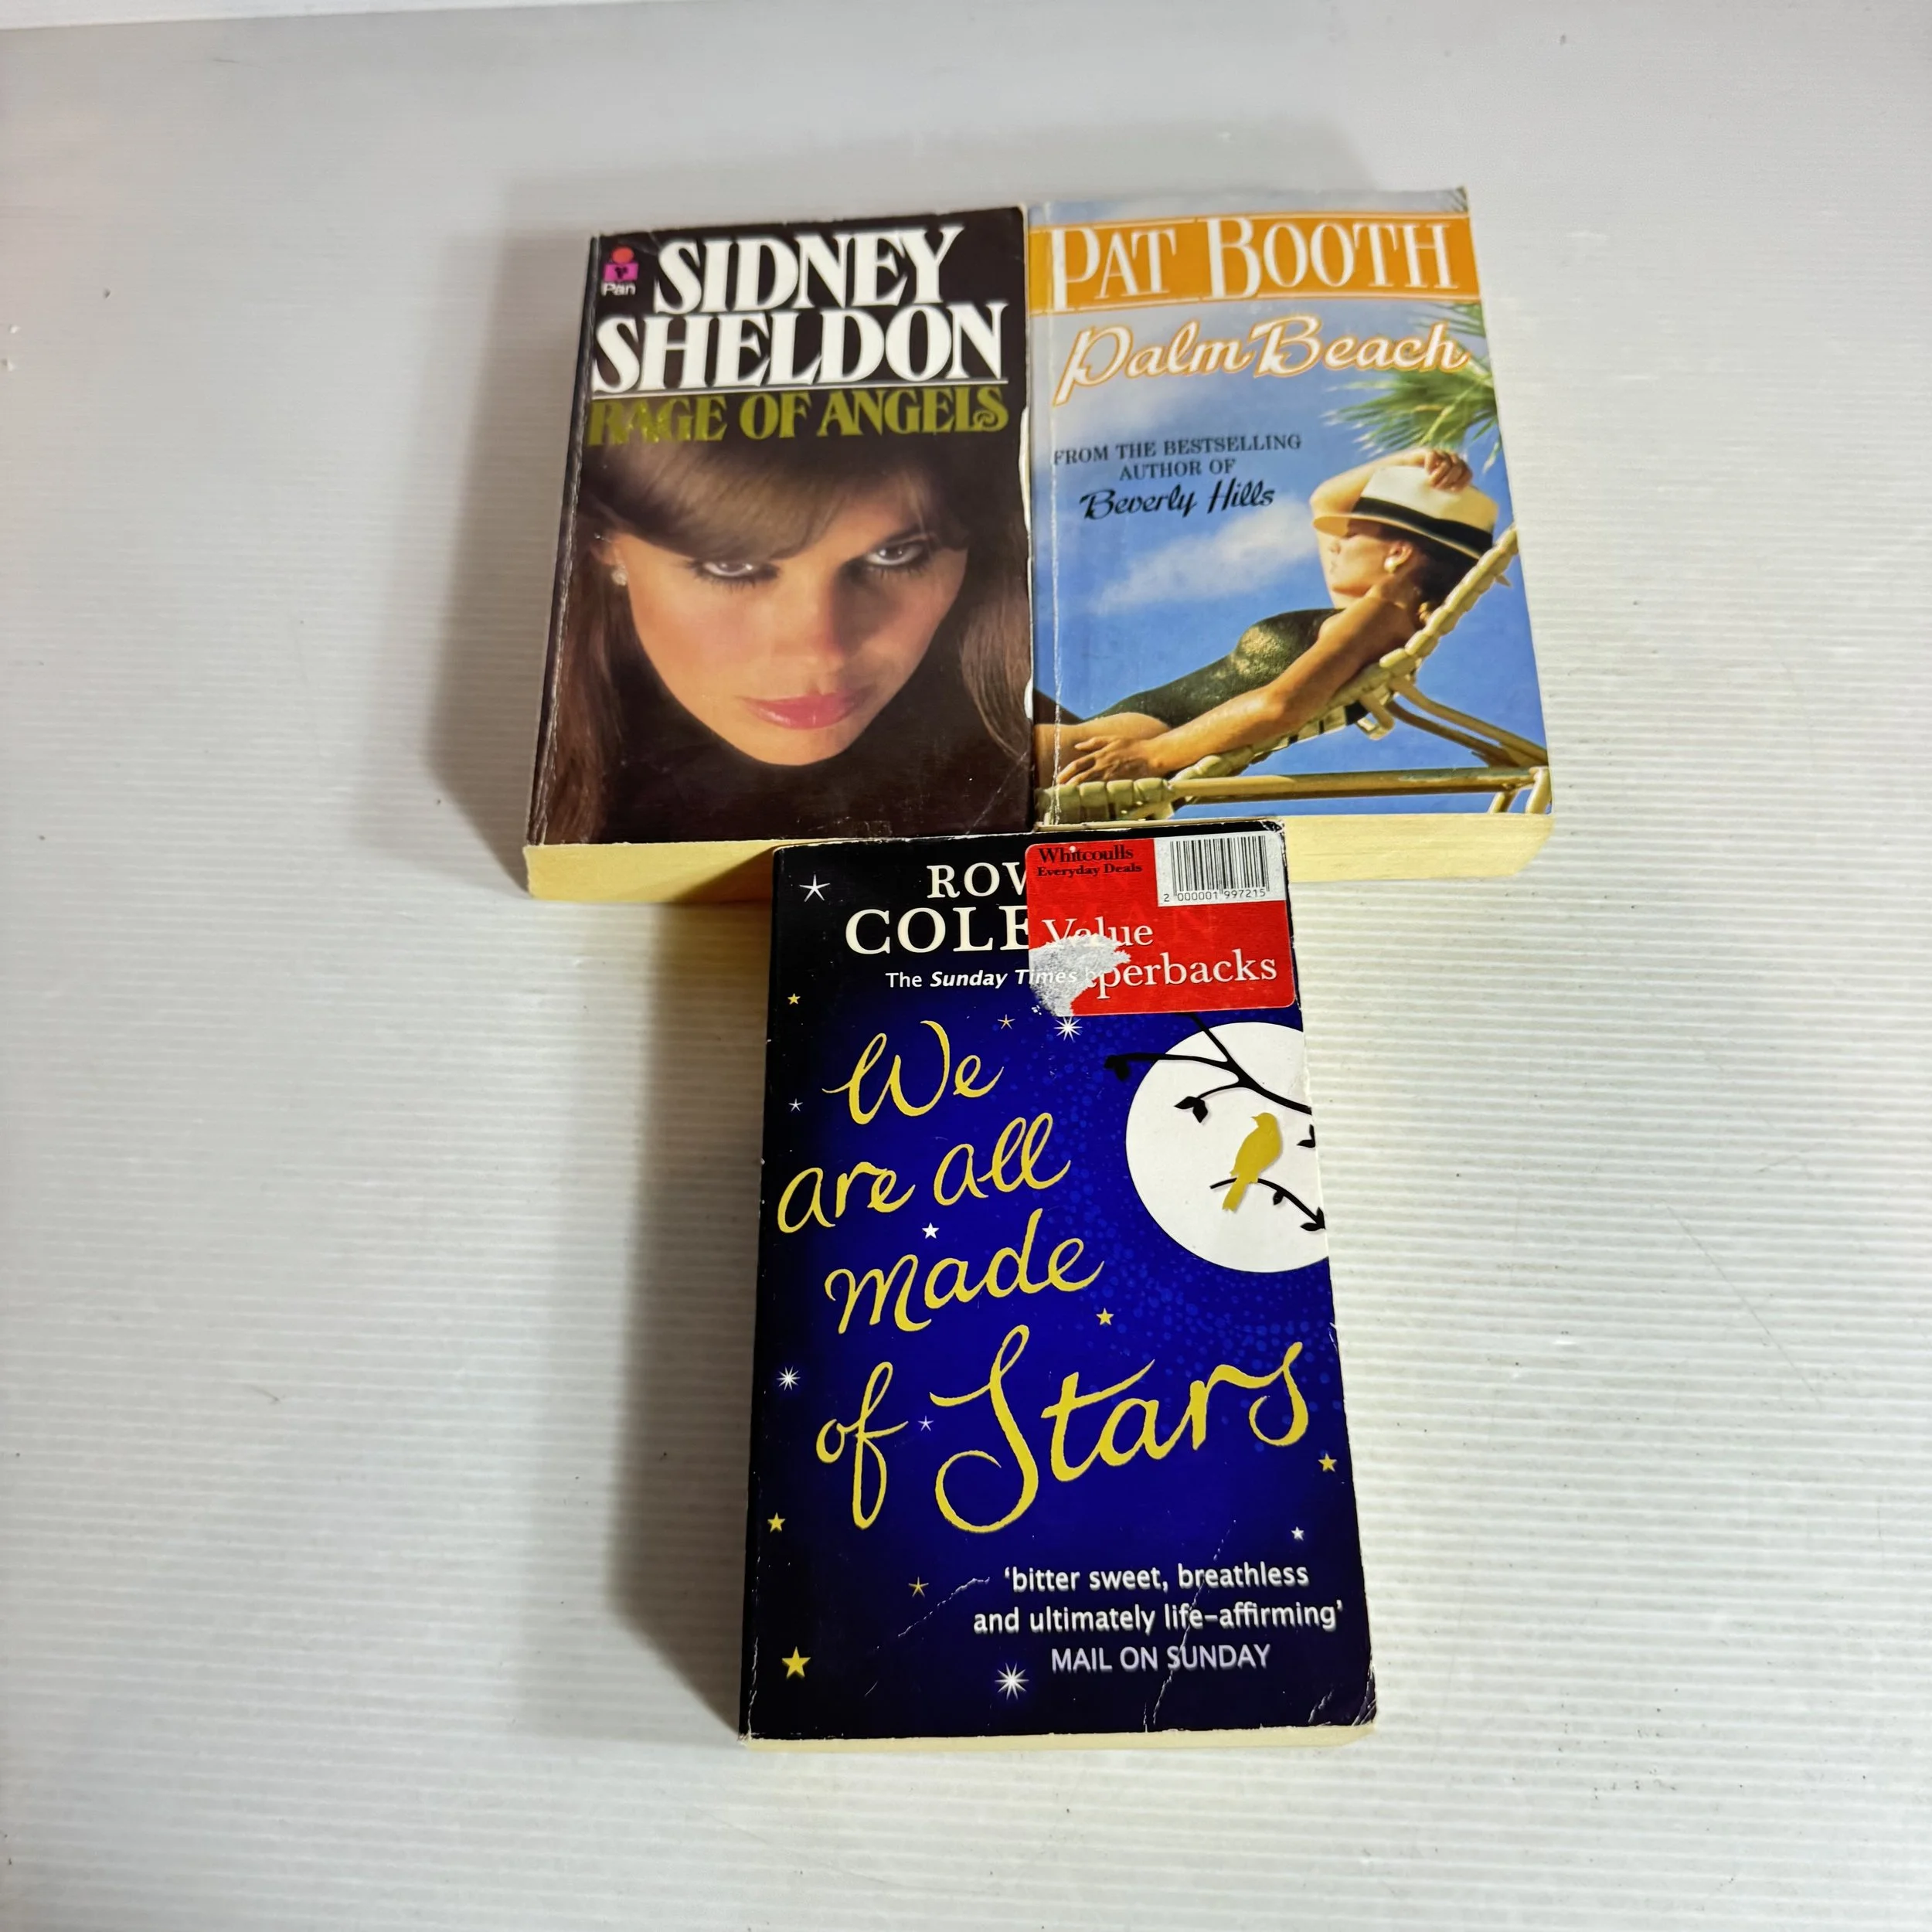 Pan
SIDNEY
SHELDON
RAGE OF ANGELS
PAT BOOTH
Palm Beach
FROM THE BESTSELLING
AUTHOR OF
Beverly Hills
ROW
COLE
The Sunday Times
Whitcoulls
Everyday Deals
2 000001 997215
Value
perbacks
We
are all
made
of Stars
‘bitter sweet, breathless
and ultimately life-affirming’
MAIL ON SUNDAY